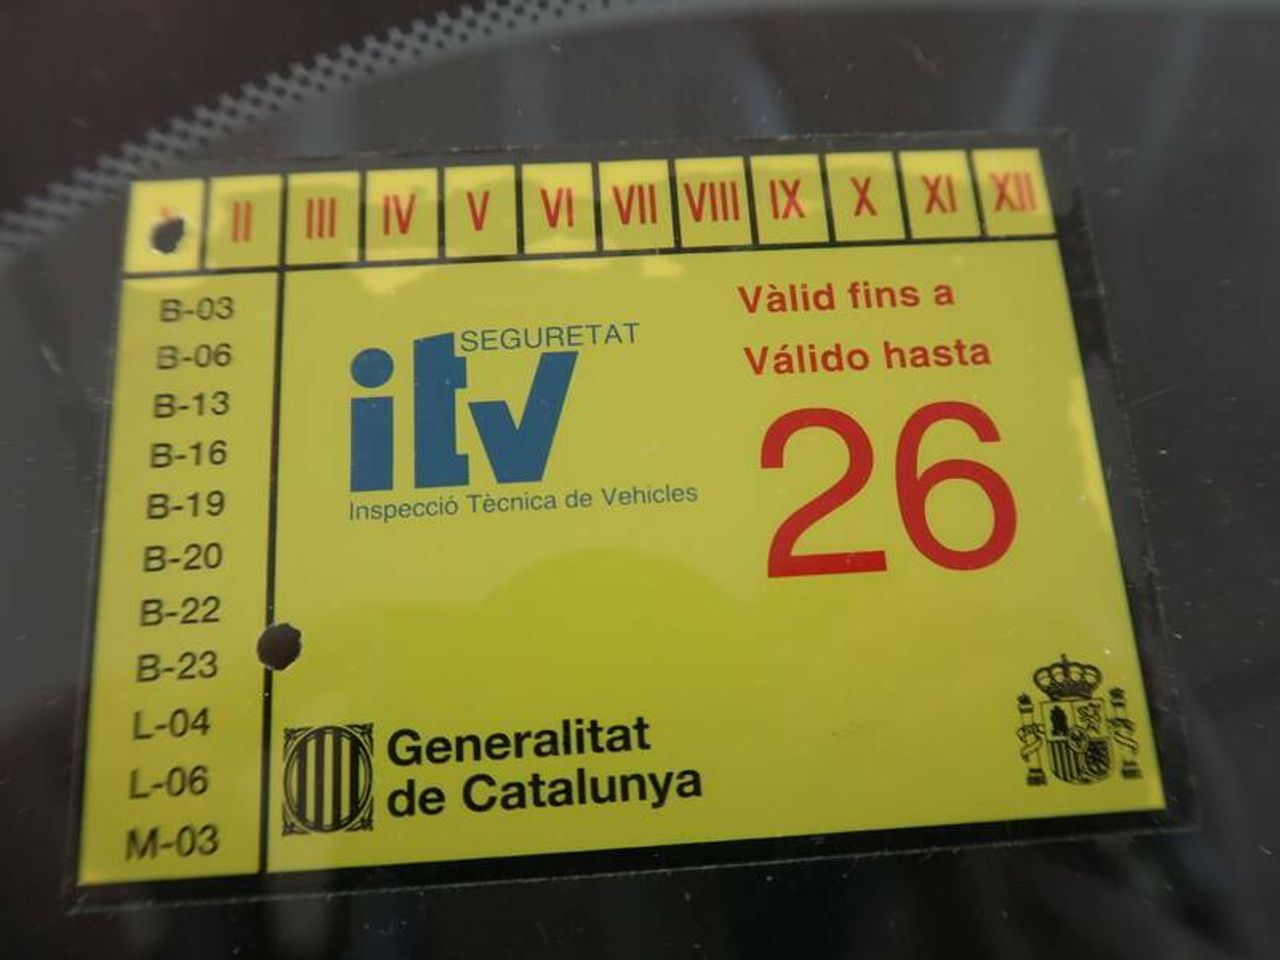 II III IV V VI VII VIII IX X XI XII
B-03
B-06
B-13
B-16
B-19
B-20
B-22
B-23
L-04
L-06
M-03
SEGURETAT
itv
Inspecció Tècnica de Vehicles
Vàlid fins a
Válido hasta
26
Generalitat
de Catalunya